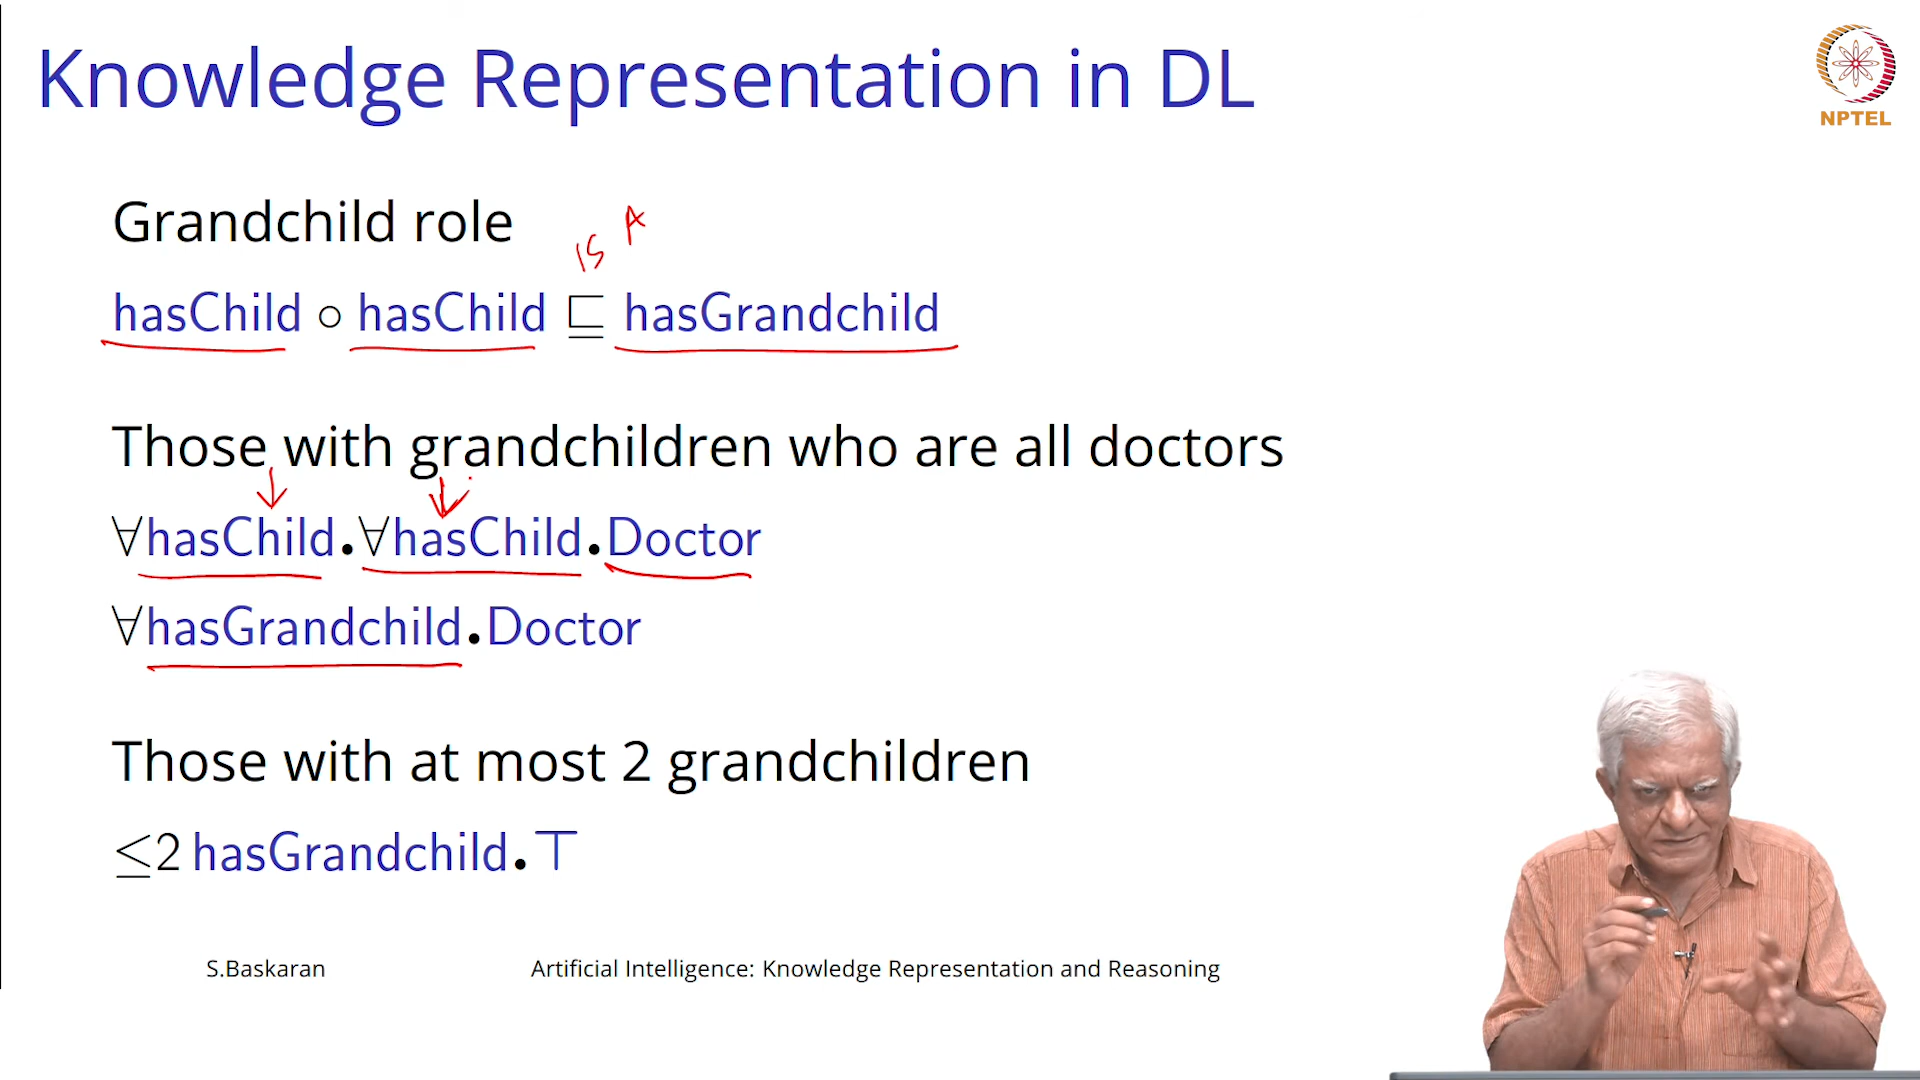 Knowledge Representation in DL
NPTEL
Grandchild role
is A
hasChild ∘ hasChild ⊑ hasGrandchild
Those with grandchildren who are all doctors
∀hasChild.∀hasChild.Doctor
∀hasGrandchild.Doctor
Those with at most 2 grandchildren
≤2 hasGrandchild.⊤
S.Baskaran Artificial Intelligence: Knowledge Representation and Reasoning